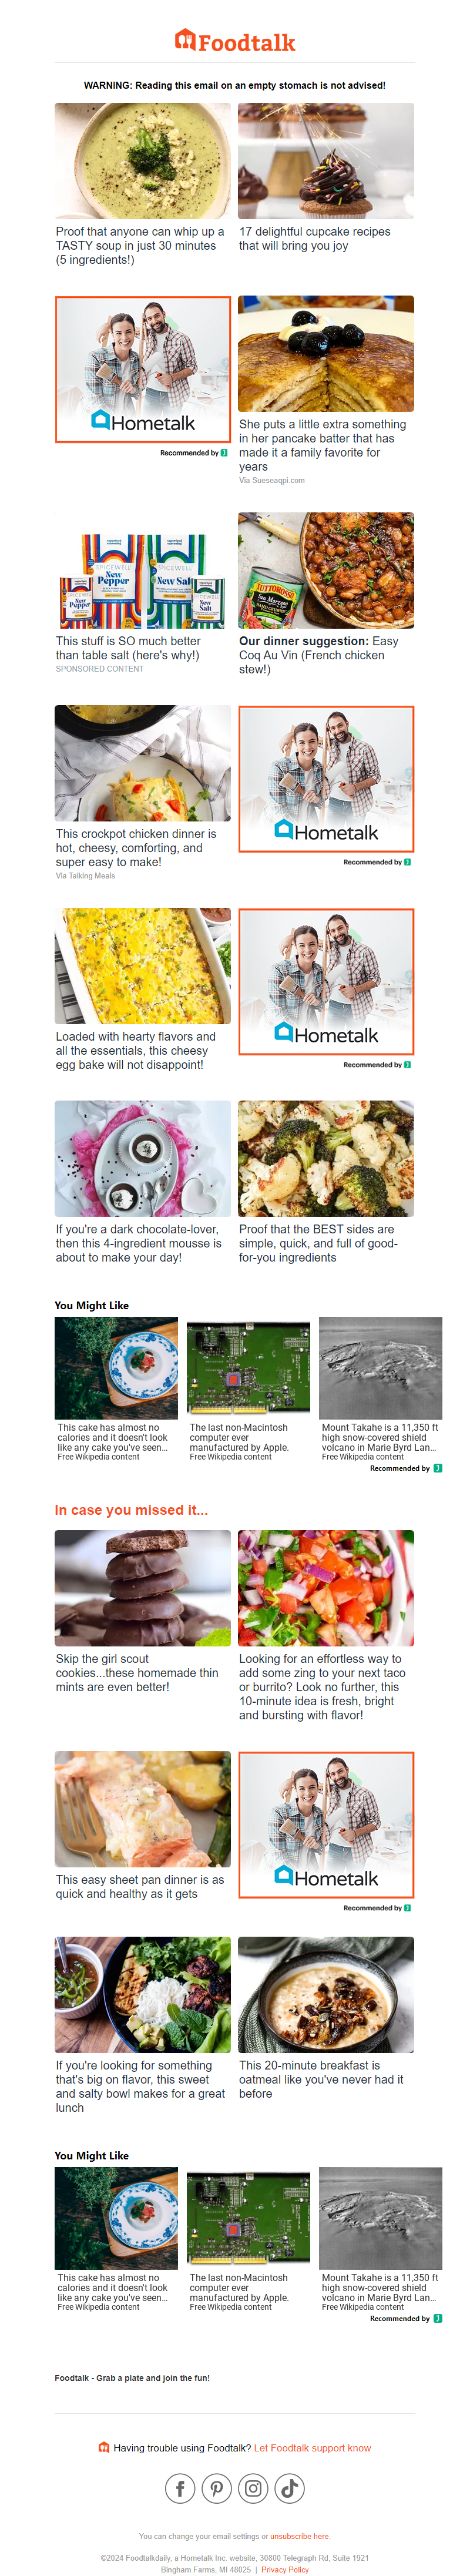 Foodtalk
WARNING: Reading this email on an empty stomach is not advised!
Proof that anyone can whip up a
TASTY soup in just 30 minutes
(5 ingredients!)
17 delightful cupcake recipes
that will bring you joy
Hometalk
Recommended by
She puts a little extra something
in her pancake batter that has
made it a family favorite for
years
Via Sueseaqpi.com
SPICEWELL
New
Pepper
SPICEWELL
New Salt
New
Pepper
New
Salt
This stuff is SO much better
than table salt (here's why!)
SPONSORED CONTENT
TUTTOROSSO
San Marzano
Our dinner suggestion: Easy
Coq Au Vin (French chicken
stew!)
This crockpot chicken dinner is
hot, cheesy, comforting, and
super easy to make!
Via Talking Meals
Hometalk
Recommended by
Loaded with hearty flavors and
all the essentials, this cheesy
egg bake will not disappoint!
Hometalk
Recommended by
If you're a dark chocolate-lover,
then this 4-ingredient mousse is
about to make your day!
Proof that the BEST sides are
simple, quick, and full of good-
for-you ingredients
You Might Like
This cake has almost no
calories and it doesn't look
like any cake you've seen...
Free Wikipedia content
The last non-Macintosh
computer ever
manufactured by Apple.
Free Wikipedia content
Mount Takahe is a 11,350 ft
high snow-covered shield
volcano in Marie Byrd Lan...
Free Wikipedia content
Recommended by
In case you missed it...
Skip the girl scout
cookies...these homemade thin
mints are even better!
Looking for an effortless way to
add some zing to your next taco
or burrito? Look no further, this
10-minute idea is fresh, bright
and bursting with flavor!
This easy sheet pan dinner is as
quick and healthy as it gets
Hometalk
Recommended by
If you're looking for something
that's big on flavor, this sweet
and salty bowl makes for a great
lunch
This 20-minute breakfast is
oatmeal like you've never had it
before
You Might Like
This cake has almost no
calories and it doesn't look
like any cake you've seen...
Free Wikipedia content
The last non-Macintosh
computer ever
manufactured by Apple.
Free Wikipedia content
Mount Takahe is a 11,350 ft
high snow-covered shield
volcano in Marie Byrd Lan...
Free Wikipedia content
Recommended by
Foodtalk - Grab a plate and join the fun!
Having trouble using Foodtalk? Let Foodtalk support know
You can change your email settings or unsubscribe here.
©2024 Foodtalkdaily, a Hometalk Inc. website, 30800 Telegraph Rd, Suite 1921
Bingham Farms, MI 48025 | Privacy Policy